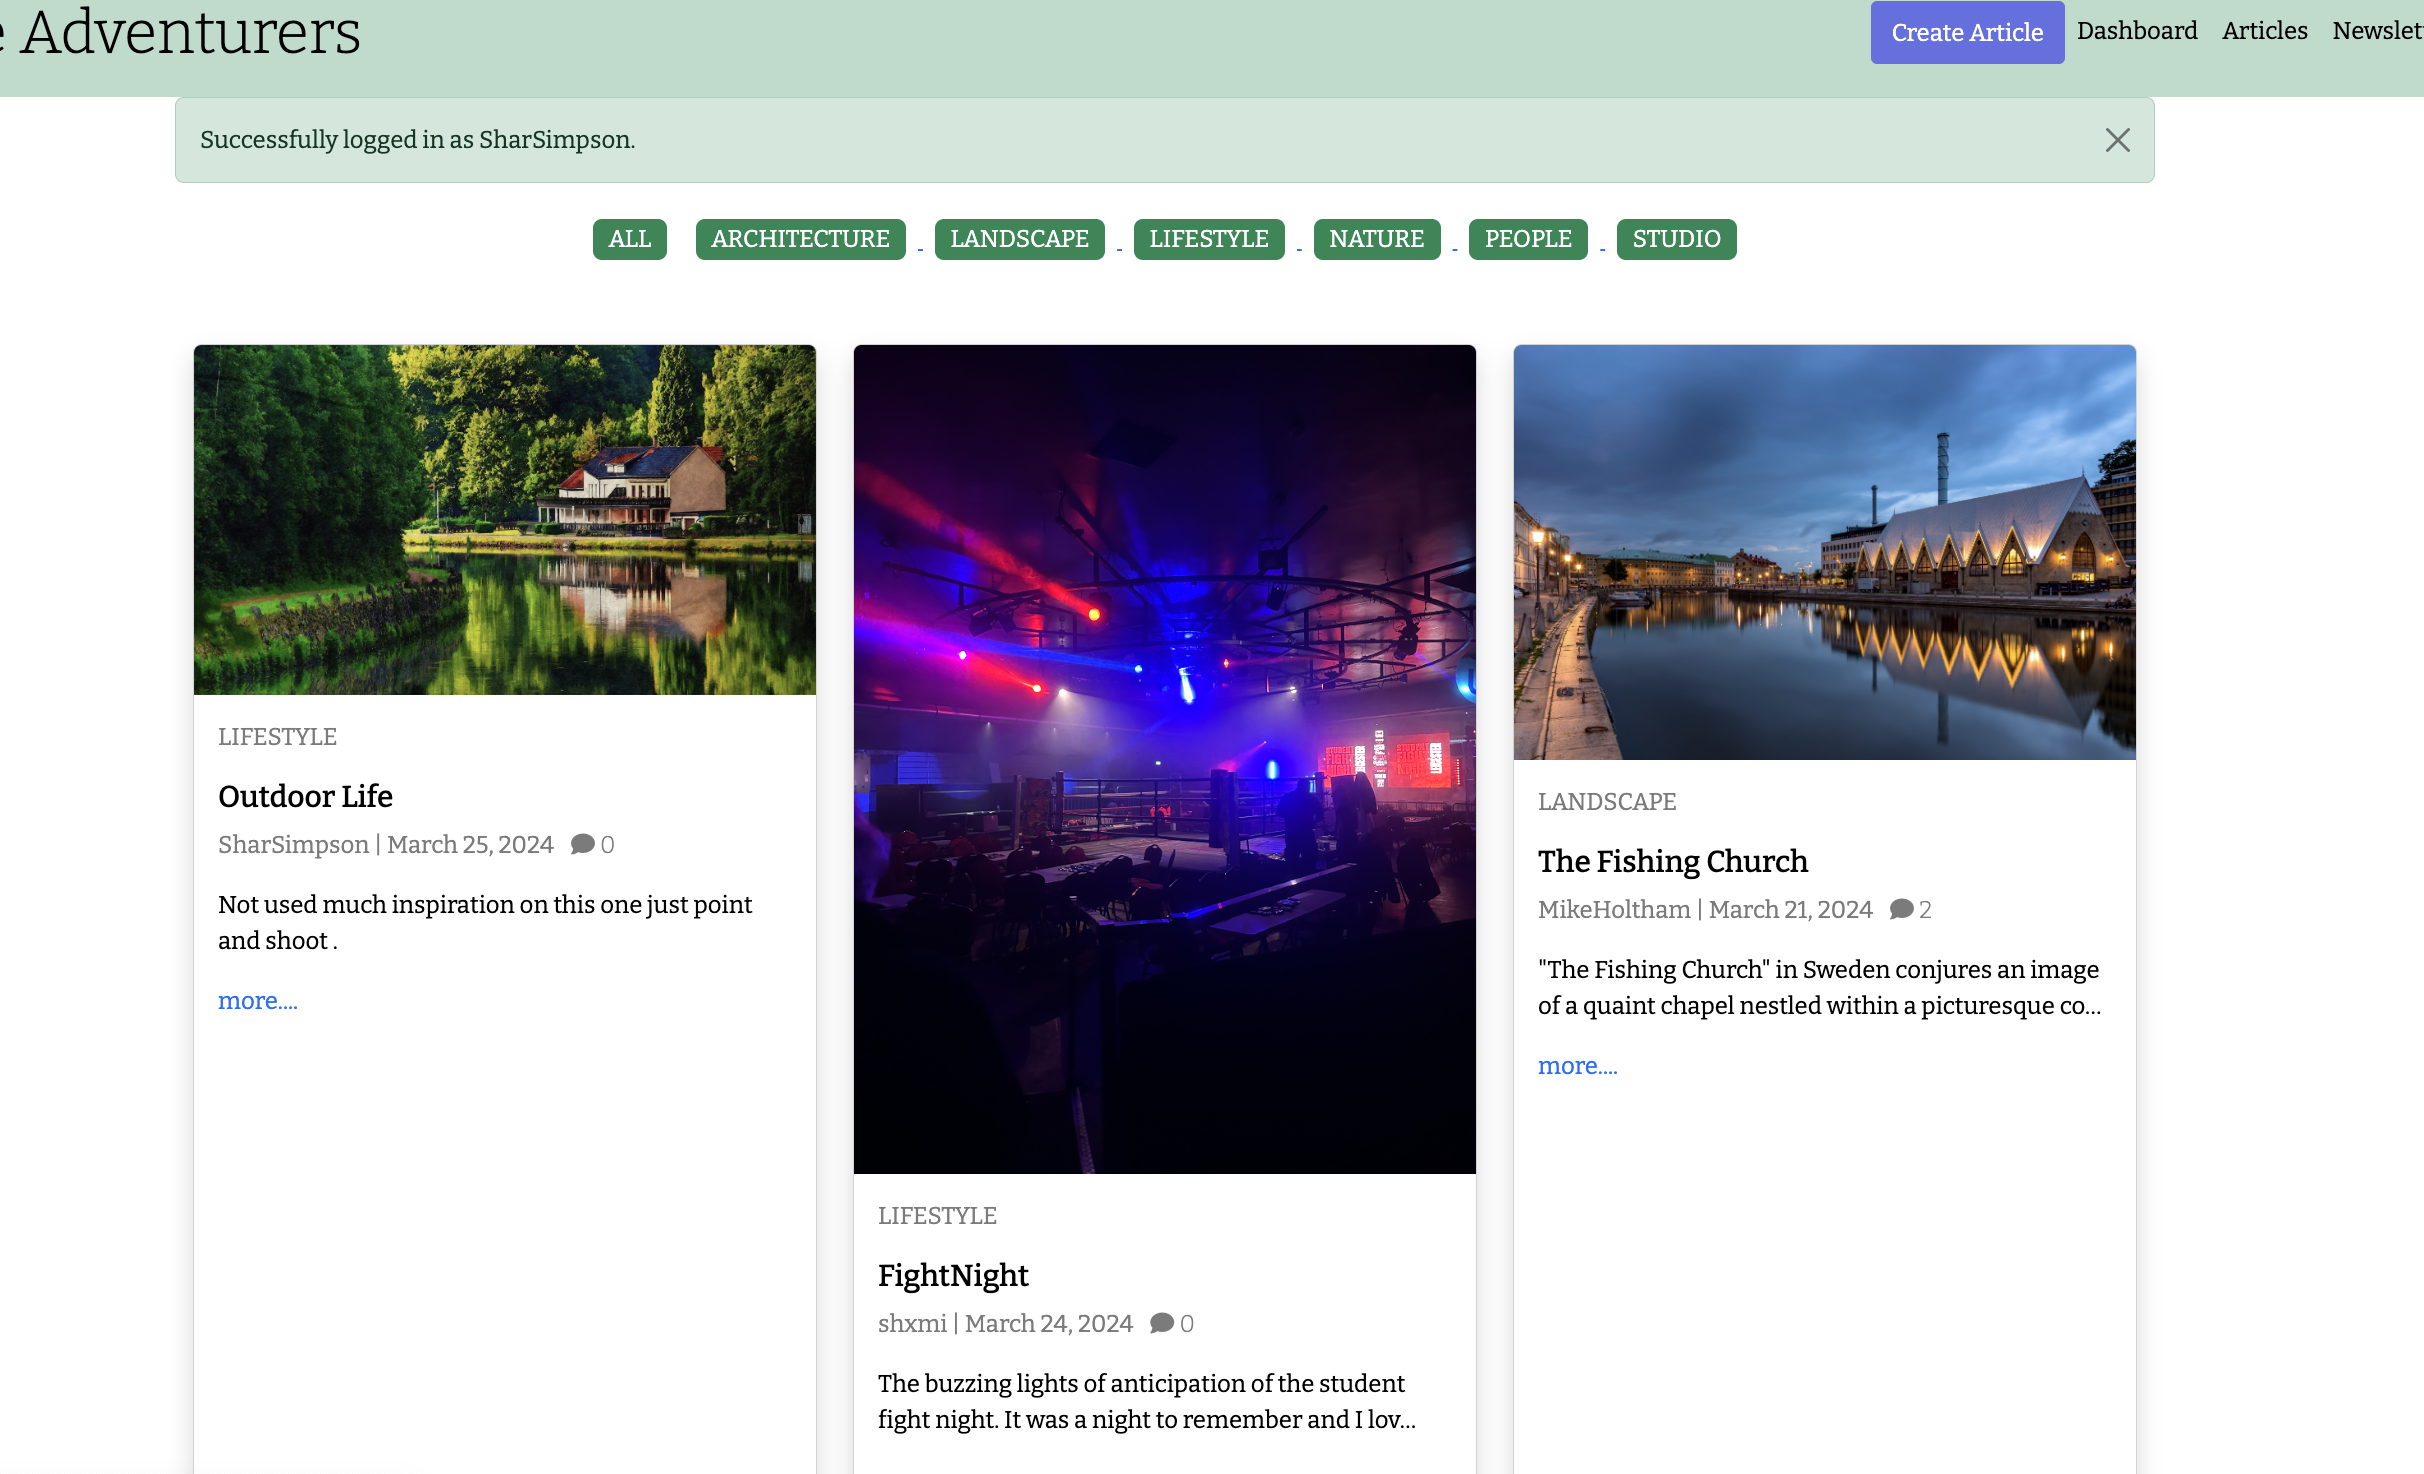 e Adventurers
Create Article Dashboard Articles Newslet
Successfully logged in as SharSimpson.
ALL ARCHITECTURE LANDSCAPE LIFESTYLE NATURE PEOPLE STUDIO
LIFESTYLE
Outdoor Life
SharSimpson | March 25, 2024 0
Not used much inspiration on this one just point
and shoot .
more....
LIFESTYLE
FightNight
shxmi | March 24, 2024 0
The buzzing lights of anticipation of the student
fight night. It was a night to remember and I lov...
LANDSCAPE
The Fishing Church
MikeHoltham | March 21, 2024 2
"The Fishing Church" in Sweden conjures an image
of a quaint chapel nestled within a picturesque co...
more....